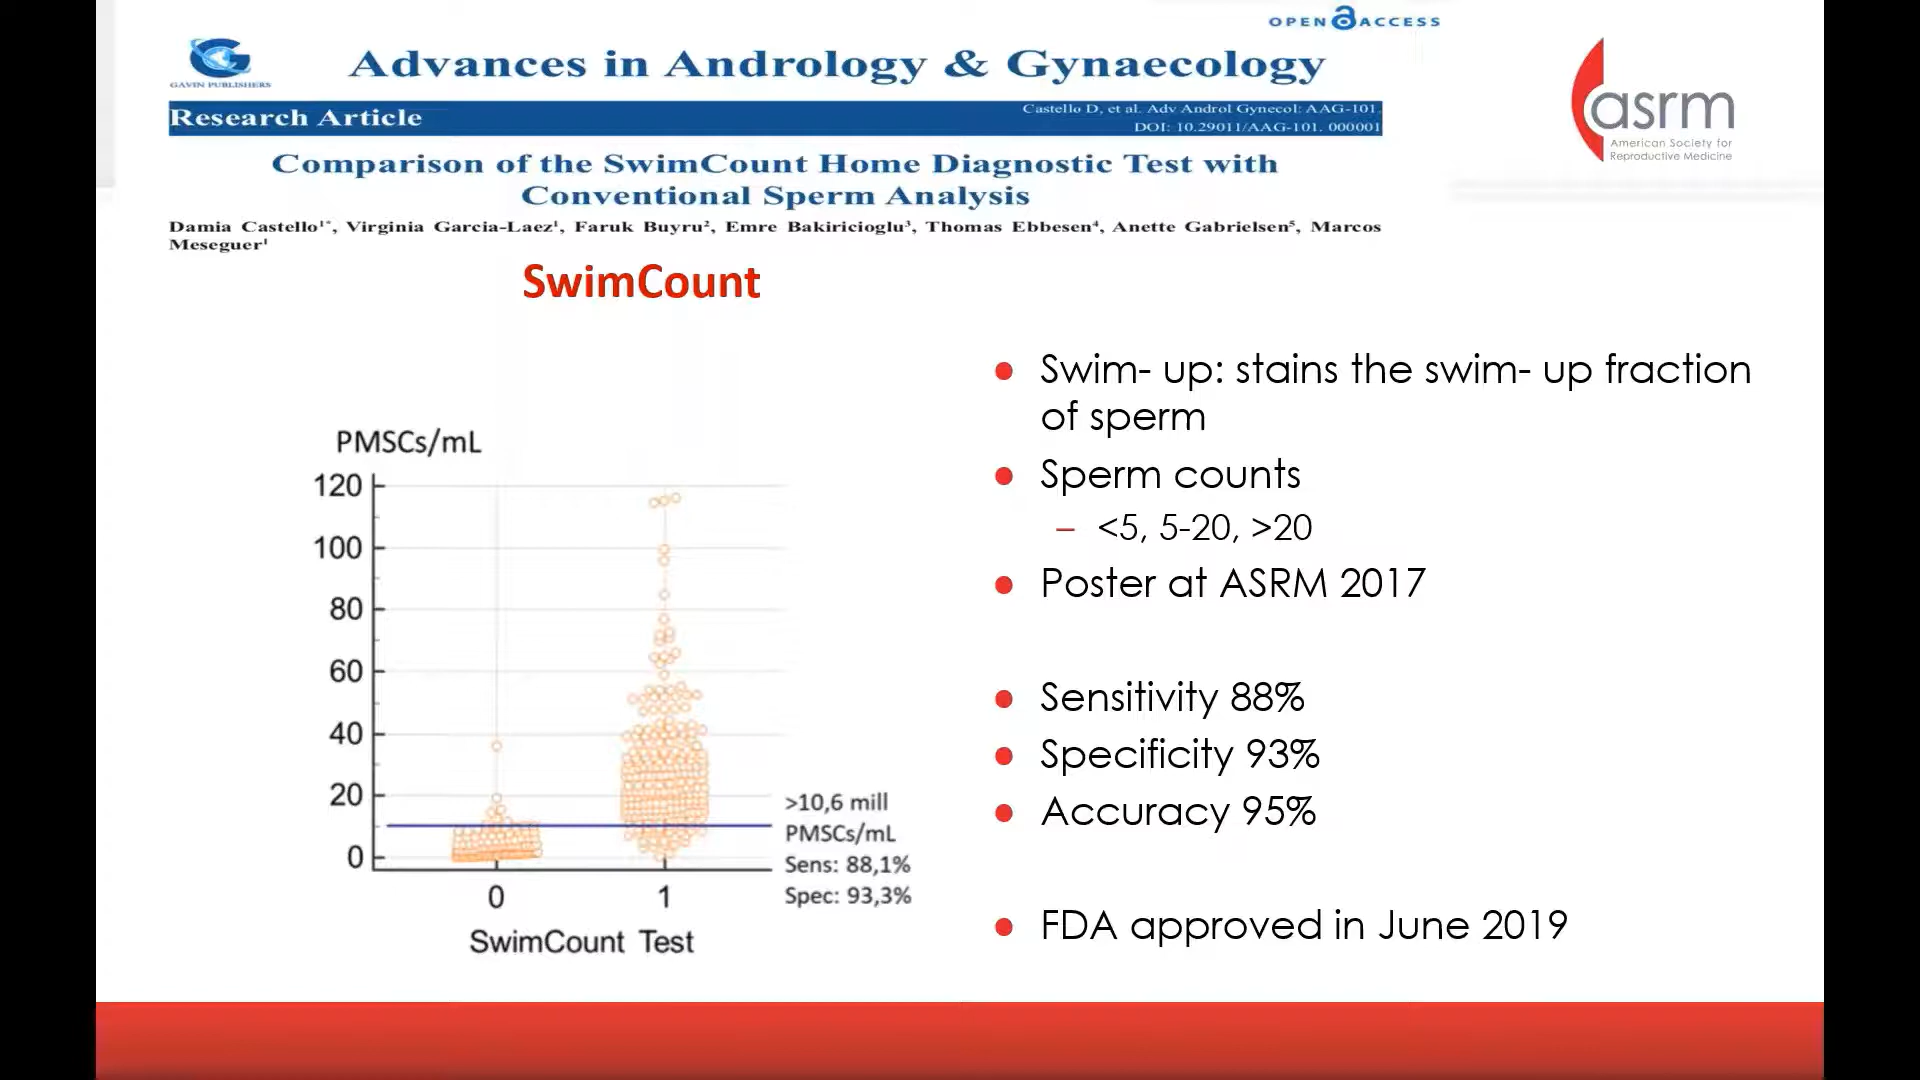 OPEN ACCESS
GAVIN PUBLISHERS
Advances in Andrology & Gynaecology
Research Article
Castello D, et al. Adv Androl Gynecol: AAG-101.
DOI: 10.29011/AAG-101. 000001
asrm
American Society for
Reproductive Medicine
Comparison of the SwimCount Home Diagnostic Test with
Conventional Sperm Analysis
Damia Castello¹*, Virginia Garcia-Laez¹, Faruk Buyru², Emre Bakiricioglu³, Thomas Ebbesen⁴, Anette Gabrielsen⁵, Marcos
Meseguer¹
SwimCount
PMSCs/mL
120
100
80
60
40
20
0
0 1
SwimCount Test
>10,6 mill
PMSCs/mL
Sens: 88,1%
Spec: 93,3%
• Swim- up: stains the swim- up fraction
of sperm
• Sperm counts
– <5, 5-20, >20
• Poster at ASRM 2017
• Sensitivity 88%
• Specificity 93%
• Accuracy 95%
• FDA approved in June 2019